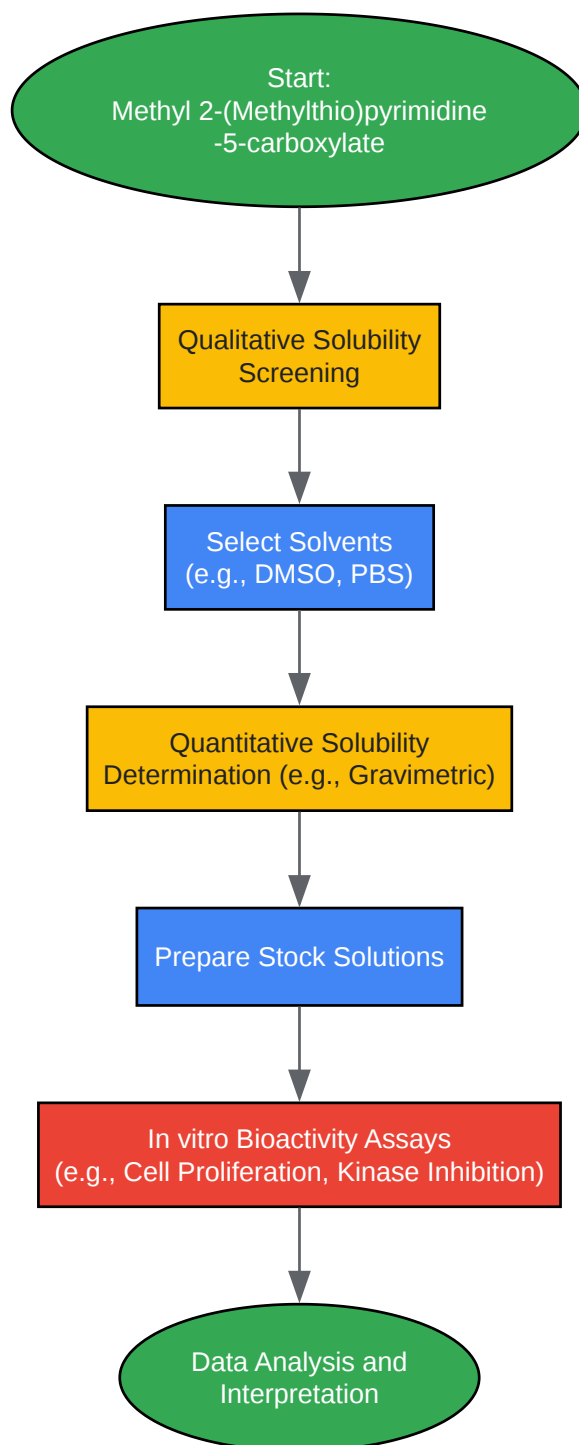 Start:
Methyl 2-(Methylthio)pyrimidine
-5-carboxylate
Qualitative Solubility
Screening
Select Solvents
(e.g., DMSO, PBS)
Quantitative Solubility
Determination (e.g., Gravimetric)
Prepare Stock Solutions
In vitro Bioactivity Assays
(e.g., Cell Proliferation, Kinase Inhibition)
Data Analysis and
Interpretation